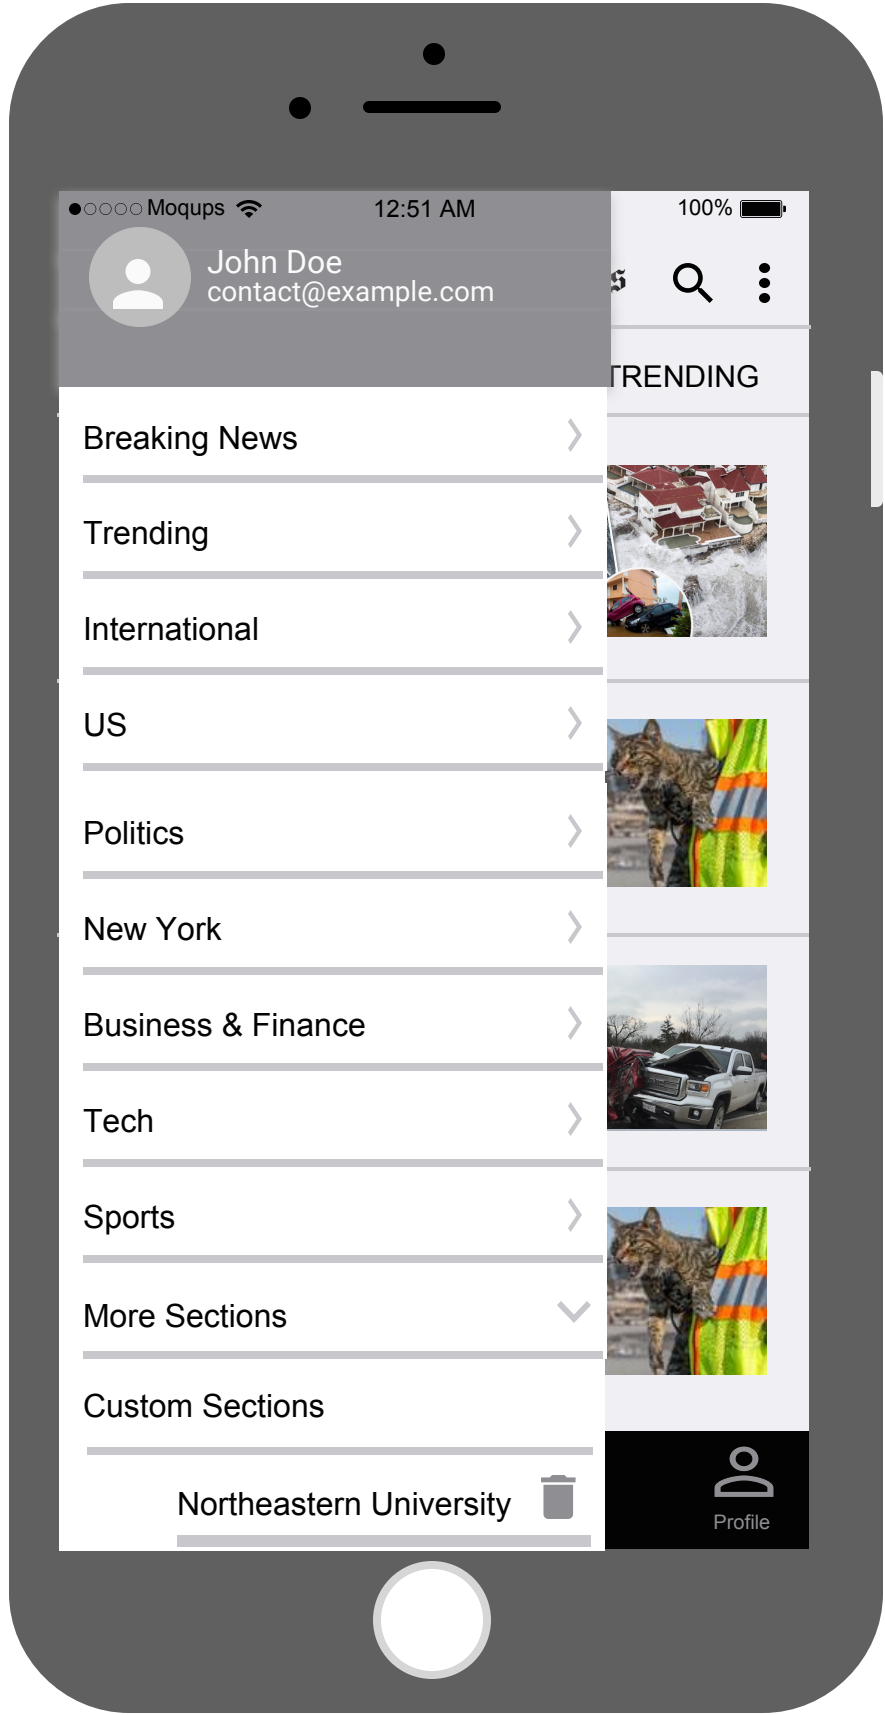 Moqups 12:51 AM 100%
John Doe
contact@example.com
s
TRENDING
Breaking News
Trending
International
US
Politics
New York
Business & Finance
Tech
Sports
More Sections
Custom Sections
Northeastern University
Profile